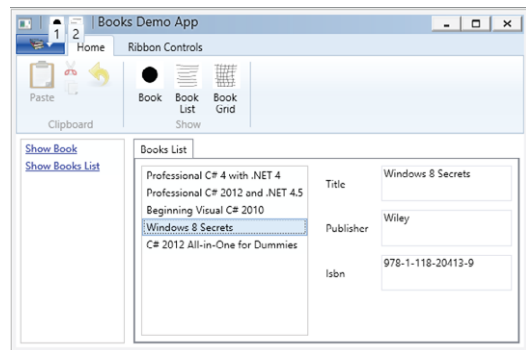 Books Demo App
1 2
Home Ribbon Controls
Paste
Book Book List Book Grid
Clipboard Show
Show Book
Show Books List
Books List
Professional C# 4 with .NET 4
Professional C# 2012 and .NET 4.5
Beginning Visual C# 2010
Windows 8 Secrets
C# 2012 All-in-One for Dummies
Title Windows 8 Secrets
Publisher Wiley
Isbn 978-1-118-20413-9